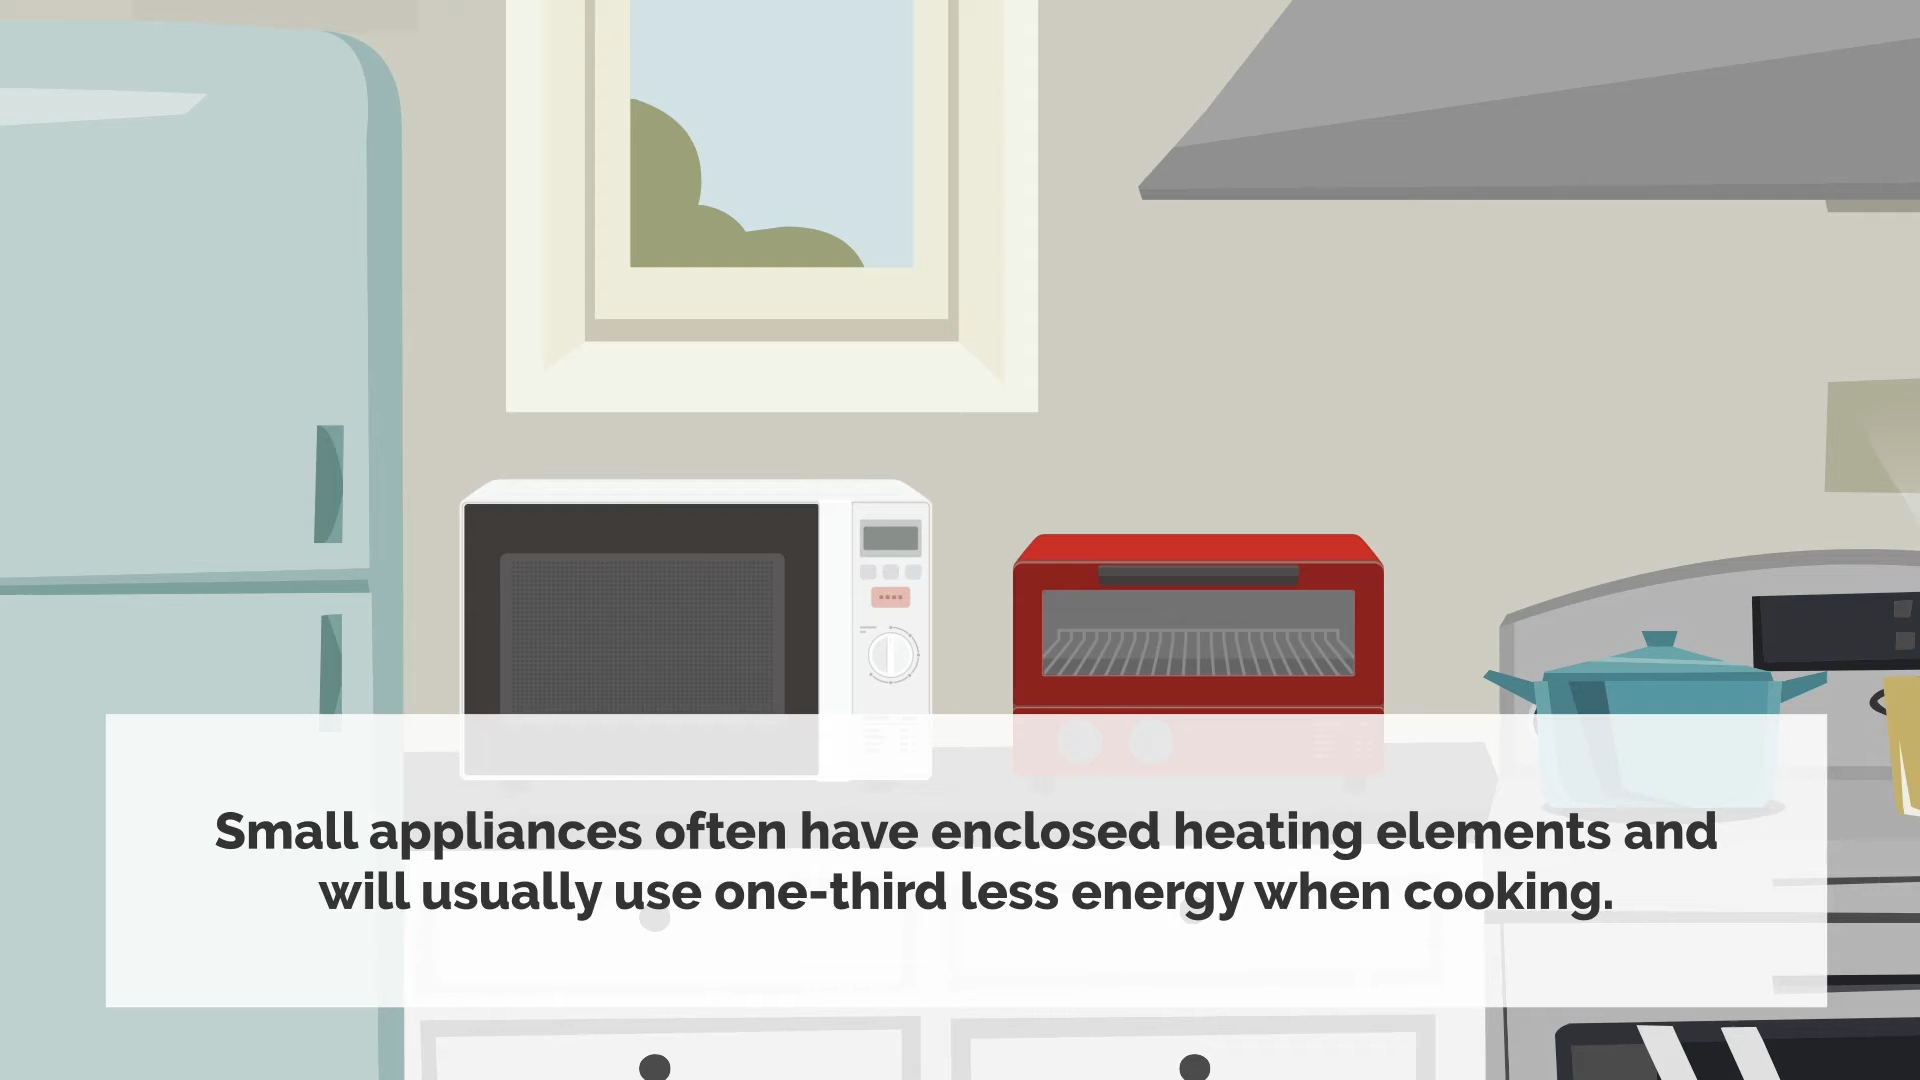 Small appliances often have enclosed heating elements and
will usually use one-third less energy when cooking.